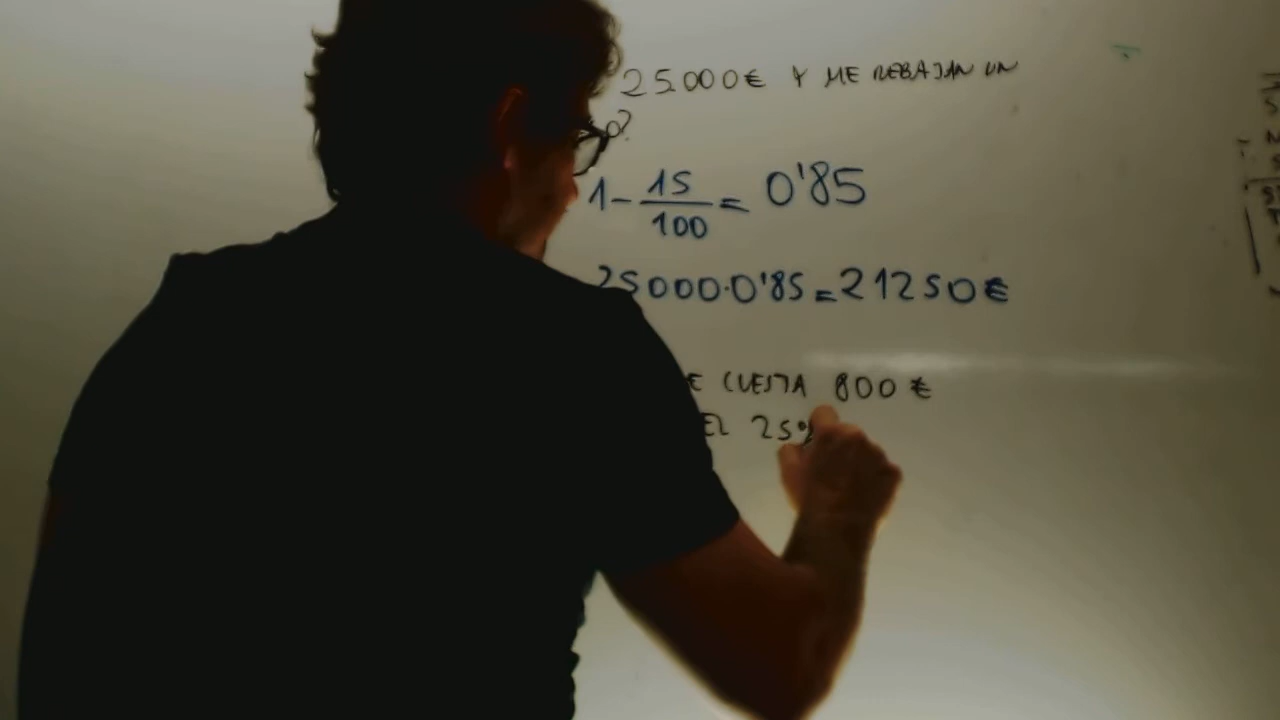 25.000€ Y ME REBAJAN UN
o?
1 - 15/100 = 0'85
25000·0'85 = 21250€
E CUESTA 800 €
EL 25%